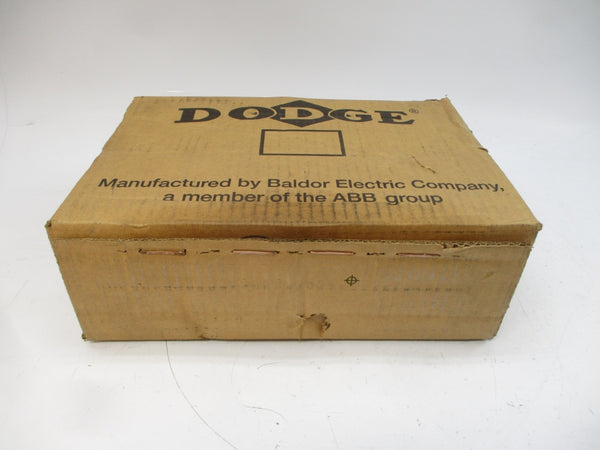 DODGE®
Manufactured by Baldor Electric Company,
a member of the ABB group